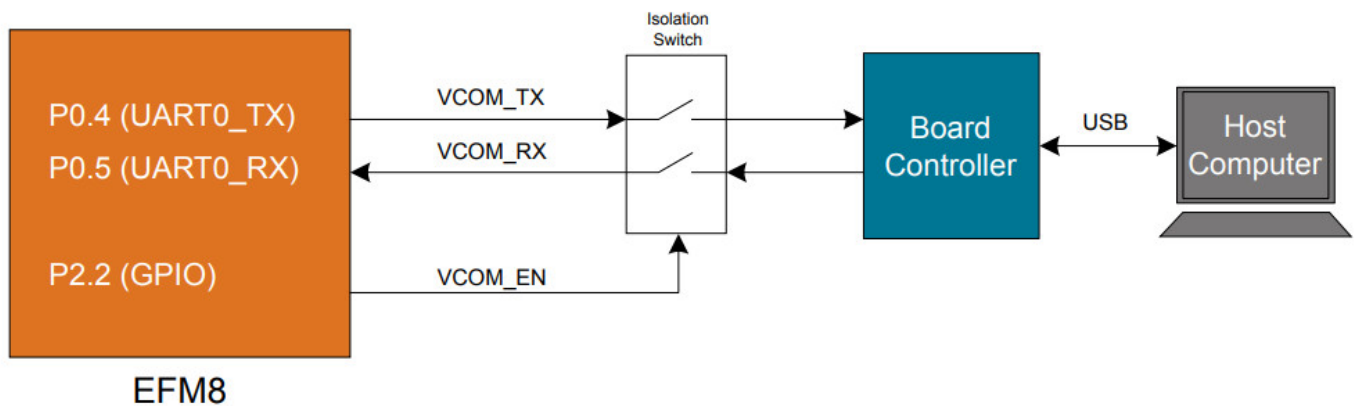 Isolation
Switch
P0.4 (UART0_TX)
P0.5 (UART0_RX)
P2.2 (GPIO)
VCOM_TX
VCOM_RX
VCOM_EN
Board
Controller
USB
Host
Computer
EFM8